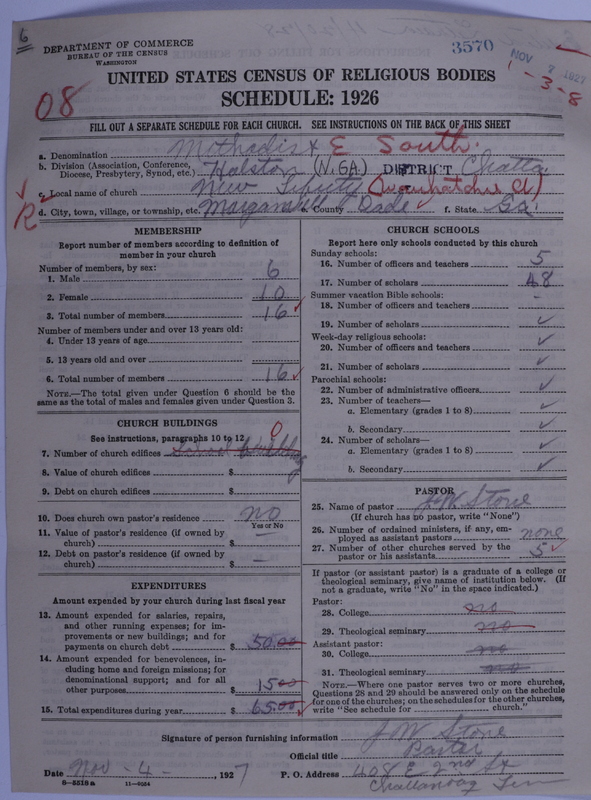 6
DEPARTMENT OF COMMERCE
BUREAU OF THE CENSUS
WASHINGTON
3570
NOV 7 1927
1-3-8
UNITED STATES CENSUS OF RELIGIOUS BODIES
08
SCHEDULE: 1926
FILL OUT A SEPARATE SCHEDULE FOR EACH CHURCH. SEE INSTRUCTIONS ON THE BACK OF THIS SHEET
a. Denomination Methodist E South.
b. Division (Association, Conference, Diocese, Presbytery, Synod, etc.) Holston (N. GA.) DISTRICT Chatta.
c. Local name of church New Liberty (Wauhatchie Ct)
R
d. City, town, village, or township, etc. Morganville e. County Dade f. State Ga.
MEMBERSHIP
Report number of members according to definition of
member in your church
Number of members, by sex:
1. Male 6
2. Female 10
3. Total number of members 16 ✓
Number of members under and over 13 years old:
4. Under 13 years of age
5. 13 years old and over
6. Total number of members 16 ✓
NOTE.—The total given under Question 6 should be the
same as the total of males and females given under Question 3.
CHURCH BUILDINGS
See instructions, paragraphs 10 to 12 0
7. Number of church edifices School building
8. Value of church edifices $
9. Debt on church edifices $
10. Does church own pastor's residence no
Yes or No
11. Value of pastor's residence (if owned by
church) $ —
12. Debt on pastor's residence (if owned by
church) $ —
EXPENDITURES
Amount expended by your church during last fiscal year
13. Amount expended for salaries, repairs,
and other running expenses; for im-
provements or new buildings; and for
payments on church debt $ 50.00
14. Amount expended for benevolences, in-
cluding home and foreign missions; for
denominational support; and for all
other purposes $ 15.00
15. Total expenditures during year $ 65.00 ✓
CHURCH SCHOOLS
Report here only schools conducted by this church
Sunday schools:
16. Number of officers and teachers 5
17. Number of scholars 48
Summer vacation Bible schools:
18. Number of officers and teachers -
19. Number of scholars ✓
Week-day religious schools:
20. Number of officers and teachers ✓
21. Number of scholars ✓
Parochial schools:
22. Number of administrative officers ✓
23. Number of teachers—
a. Elementary (grades 1 to 8) ✓
b. Secondary ✓
24. Number of scholars—
a. Elementary (grades 1 to 8) ✓
b. Secondary ✓
PASTOR
25. Name of pastor J W Stone
(If church has no pastor, write "None")
26. Number of ordained ministers, if any, em-
ployed as assistant pastors none
27. Number of other churches served by the
pastor or his assistants 5 ✓
If pastor (or assistant pastor) is a graduate of a college or
theological seminary, give name of institution below. (If
not a graduate, write "No" in the space indicated.)
Pastor:
28. College no
29. Theological seminary no
Assistant pastor:
30. College no
31. Theological seminary no
NOTE.—Where one pastor serves two or more churches,
Questions 28 and 29 should be answered only on the schedule
for one of the churches; on the schedules for the other churches,
write "See schedule for church."
Signature of person furnishing information J W Stone
Official title Pastor
Date Nov - 4 - , 1927 P. O. Address 408 E 2nd St
Chattanooga Tenn
6—5518 a 11—9554